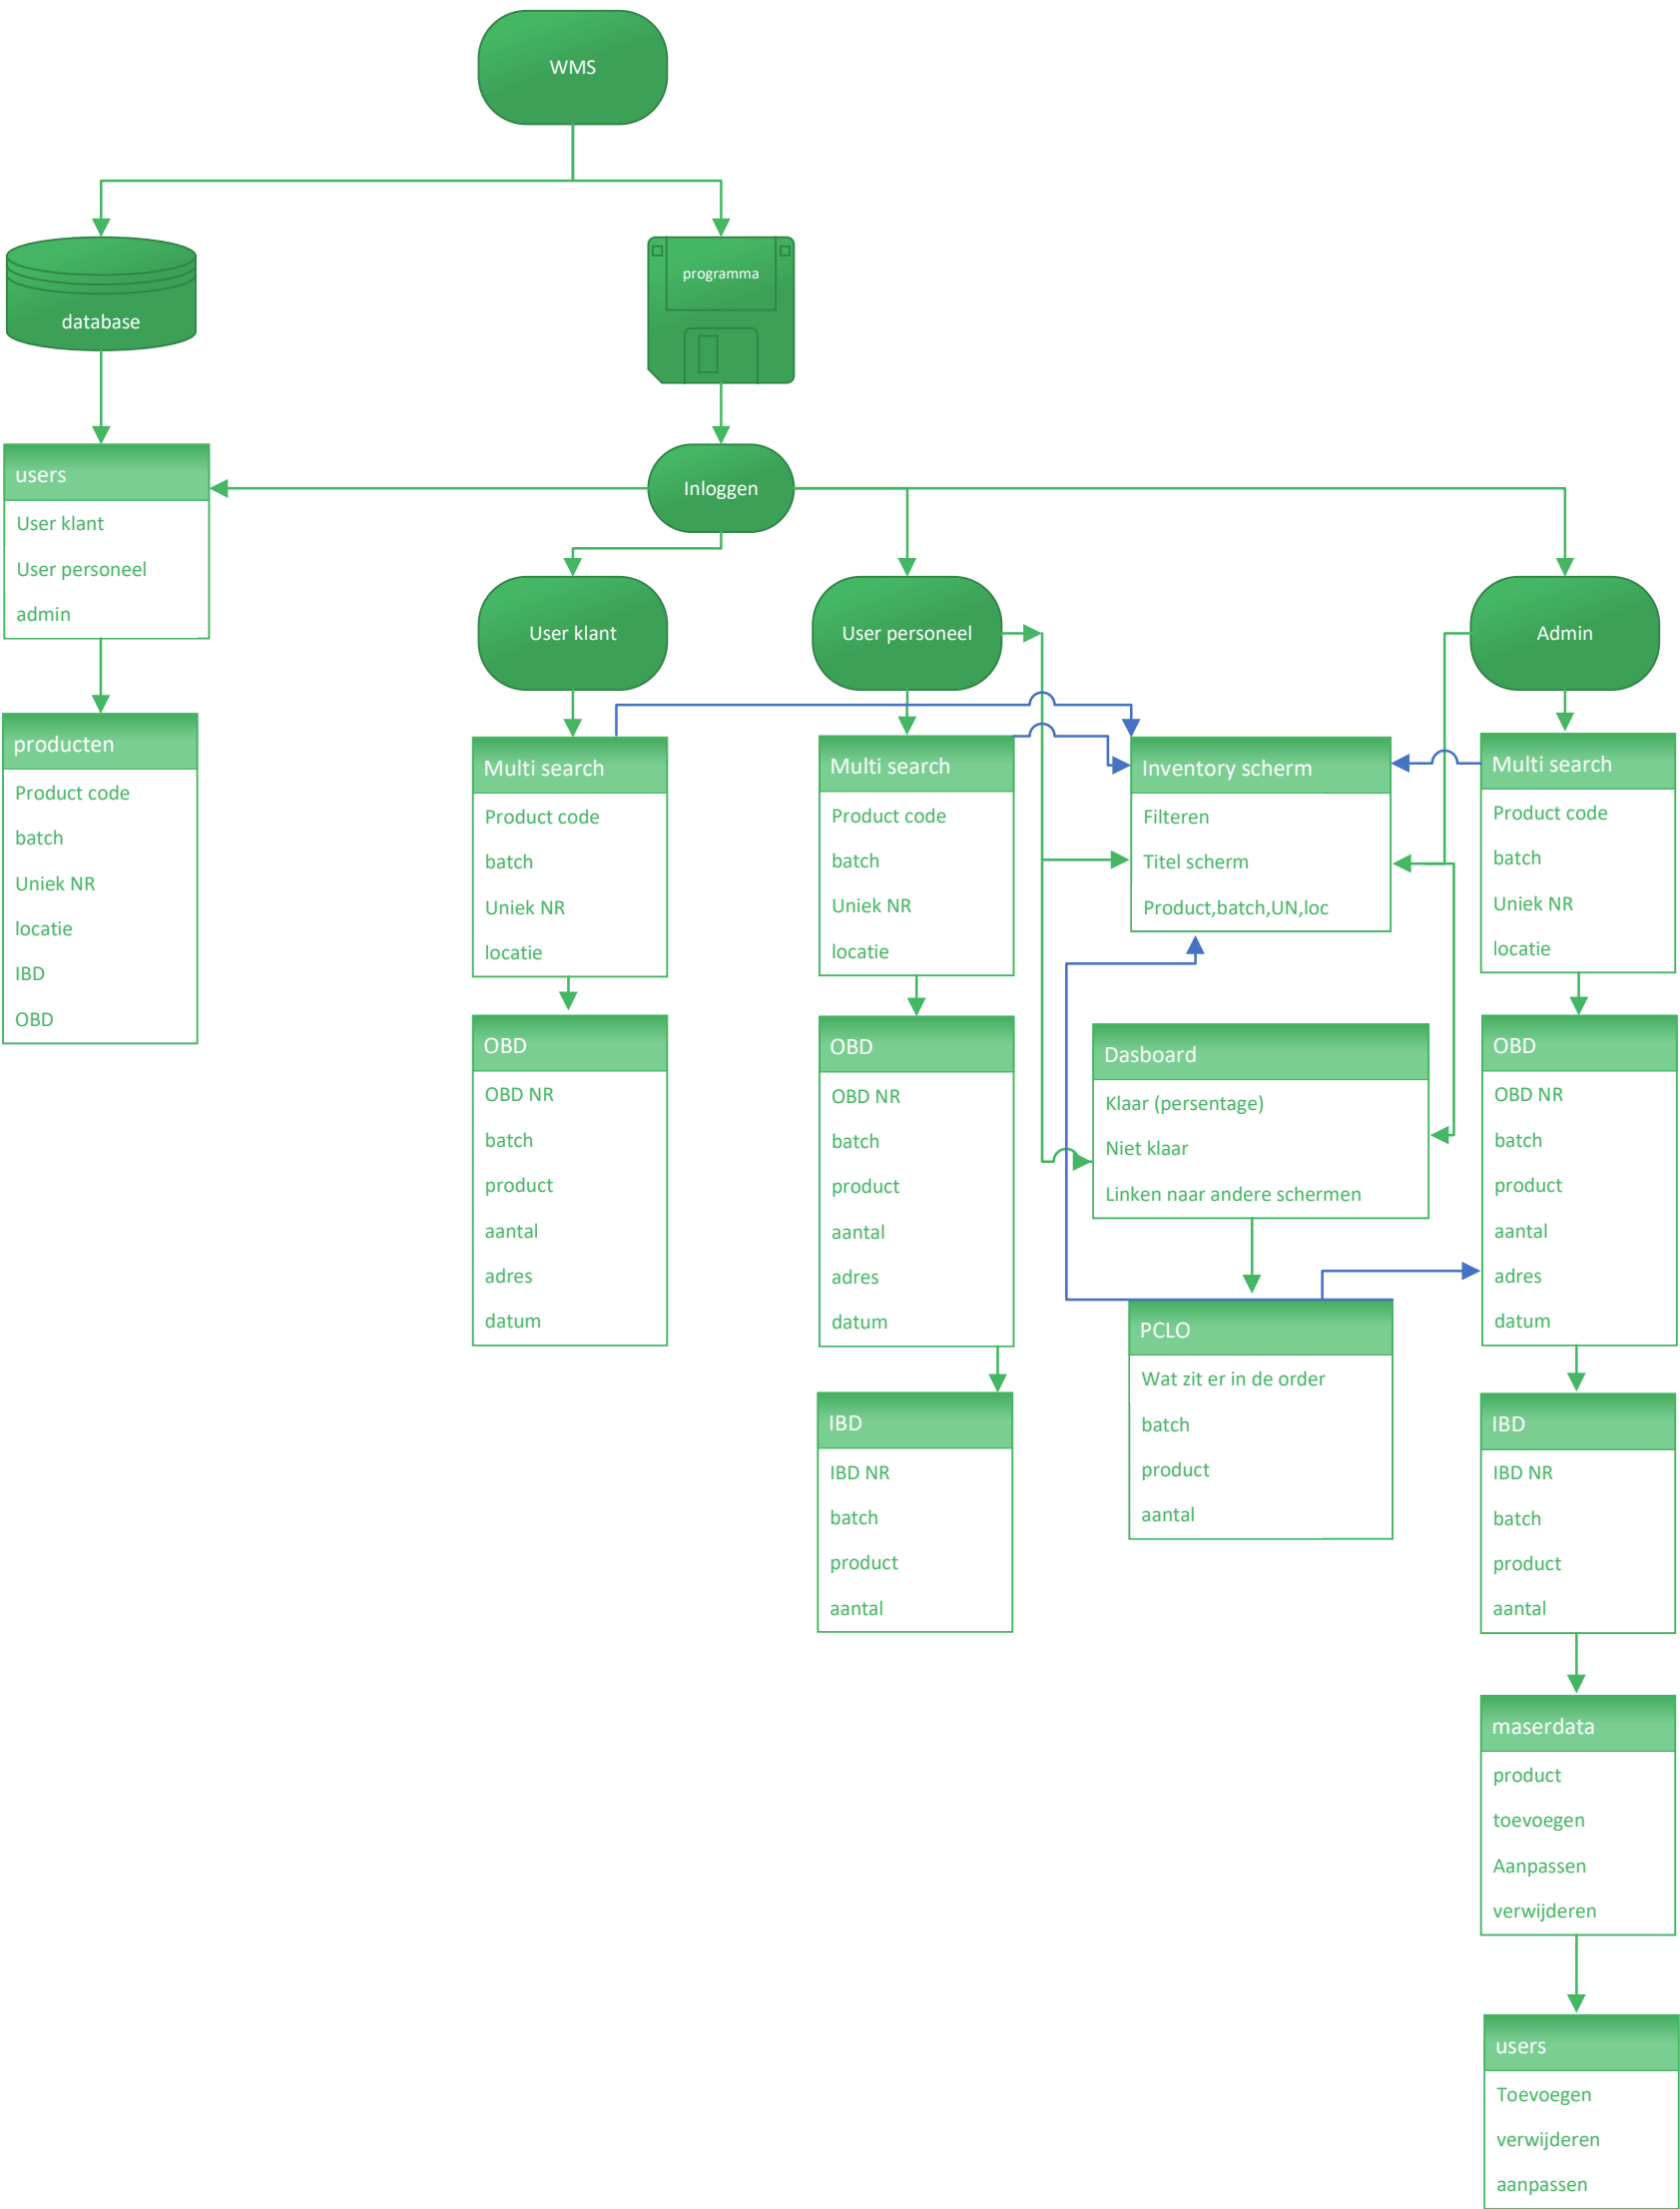 WMS
database
programma
Inloggen
users
User klant
User personeel
admin
producten
Product code
batch
Uniek NR
locatie
IBD
OBD
User klant
Multi search
Product code
batch
Uniek NR
locatie
OBD
OBD NR
batch
product
aantal
adres
datum
User personeel
Multi search
Product code
batch
Uniek NR
locatie
OBD
OBD NR
batch
product
aantal
adres
datum
IBD
IBD NR
batch
product
aantal
Inventory scherm
Filteren
Titel scherm
Product,batch,UN,loc
Dasboard
Klaar (persentage)
Niet klaar
Linken naar andere schermen
PCLO
Wat zit er in de order
batch
product
aantal
Admin
Multi search
Product code
batch
Uniek NR
locatie
OBD
OBD NR
batch
product
aantal
adres
datum
IBD
IBD NR
batch
product
aantal
maserdata
product
toevoegen
Aanpassen
verwijderen
users
Toevoegen
verwijderen
aanpassen